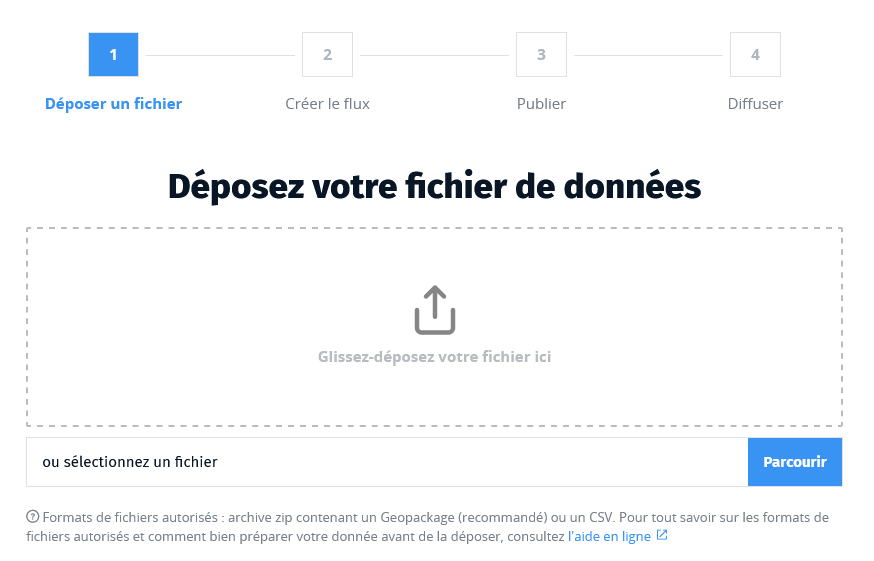 1
2
3
4
Déposer un fichier
Créer le flux
Publier
Diffuser
Déposez votre fichier de données
Glissez-déposez votre fichier ici
ou sélectionnez un fichier
Parcourir
Formats de fichiers autorisés : archive zip contenant un Geopackage (recommandé) ou un CSV. Pour tout savoir sur les formats de
fichiers autorisés et comment bien préparer votre donnée avant de la déposer, consultez l'aide en ligne